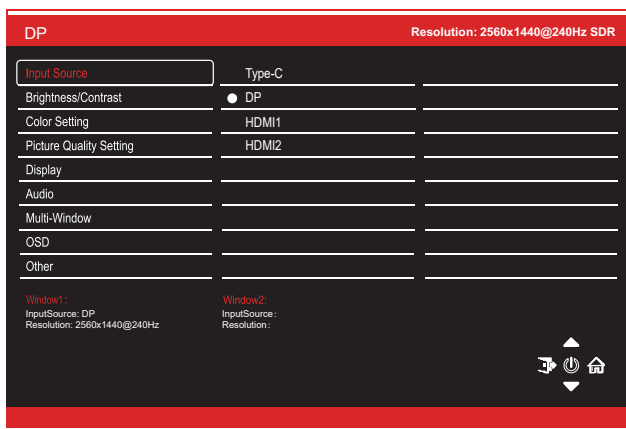 DP Resolution: 2560x1440@240Hz SDR
Input Source Type-C
Brightness/Contrast DP
Color Setting HDMI1
Picture Quality Setting HDMI2
Display
Audio
Multi-Window
OSD
Other
Window1: Window2:
InputSource: DP InputSource:
Resolution: 2560x1440@240Hz Resolution: